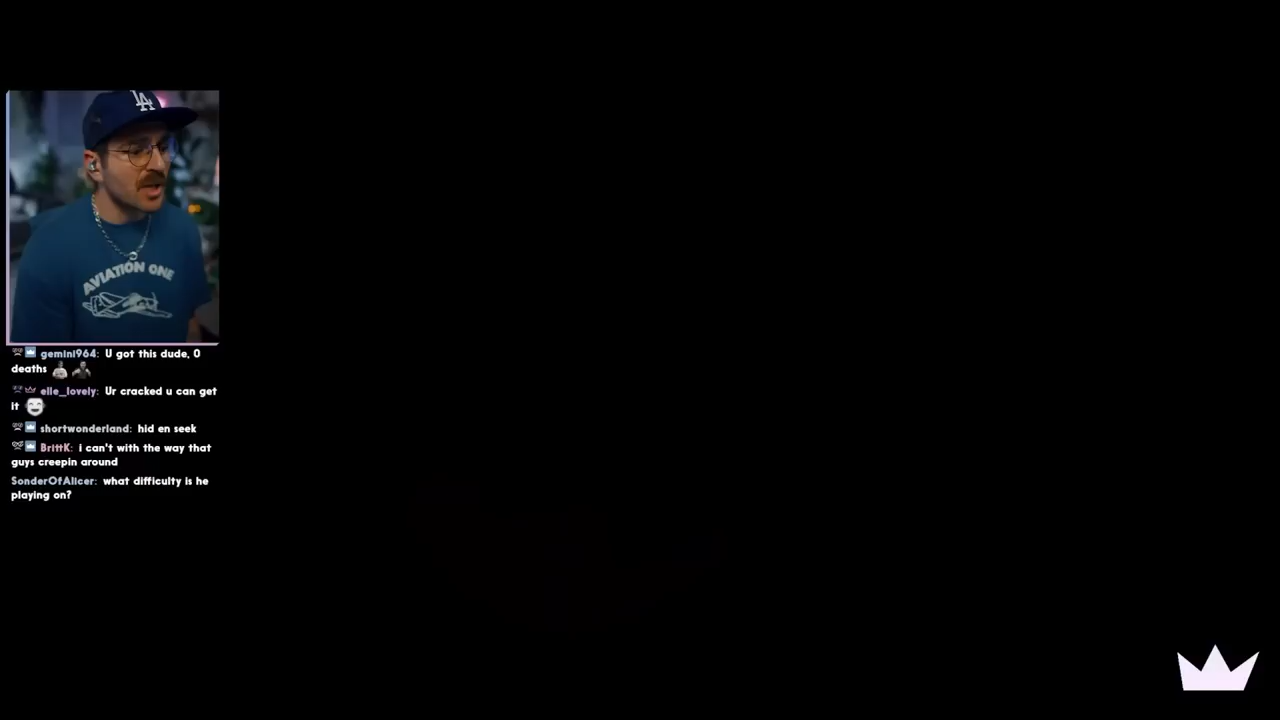 LA
AVIATION ONE
gemini964: U got this dude, 0
deaths
elle_lovely: Ur cracked u can get
it
shortwonderland: hid en seek
BrittK: i can't with the way that
guys creepin around
SonderOfAlicer: what difficulty is he
playing on?